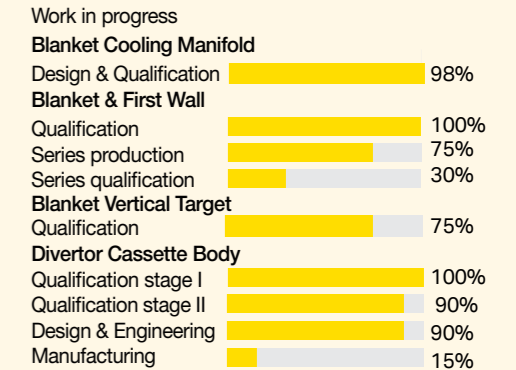 Work in progress
Blanket Cooling Manifold
Design & Qualification 98%
Blanket & First Wall
Qualification 100%
Series production 75%
Series qualification 30%
Blanket Vertical Target
Qualification 75%
Divertor Cassette Body
Qualification stage I 100%
Qualification stage II 90%
Design & Engineering 90%
Manufacturing 15%